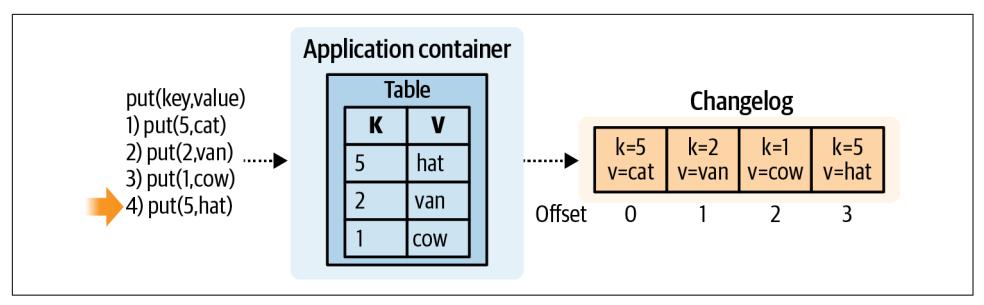 Application container
Table
K V
5 hat
2 van
1 cow
put(key,value)
1) put(5,cat)
2) put(2,van)
3) put(1,cow)
4) put(5,hat)
Changelog
k=5 k=2 k=1 k=5
v=cat v=van v=cow v=hat
Offset 0 1 2 3